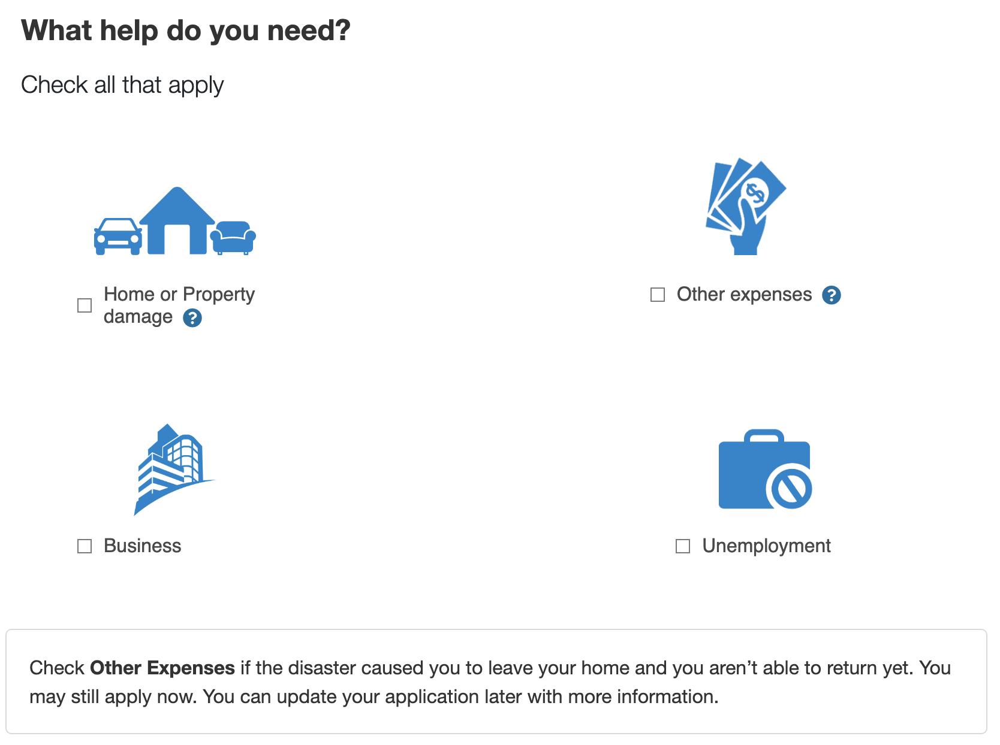 What help do you need?
Check all that apply
$
Home or Property
damage ?
Other expenses ?
Business
Unemployment
Check Other Expenses if the disaster caused you to leave your home and you aren’t able to return yet. You
may still apply now. You can update your application later with more information.